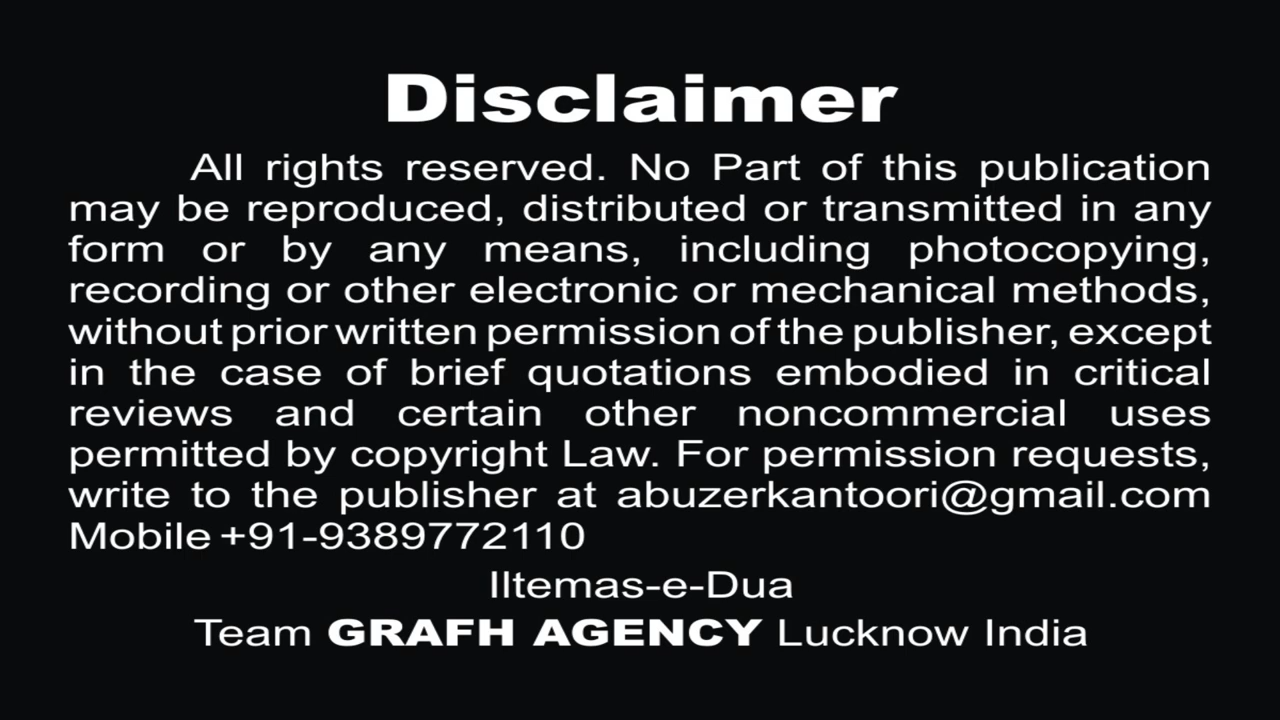 Disclaimer
All rights reserved. No Part of this publication
may be reproduced, distributed or transmitted in any
form or by any means, including photocopying,
recording or other electronic or mechanical methods,
without prior written permission of the publisher, except
in the case of brief quotations embodied in critical
reviews and certain other noncommercial uses
permitted by copyright Law. For permission requests,
write to the publisher at abuzerkantoori@gmail.com
Mobile +91-9389772110
Iltemas-e-Dua
Team GRAFH AGENCY Lucknow India